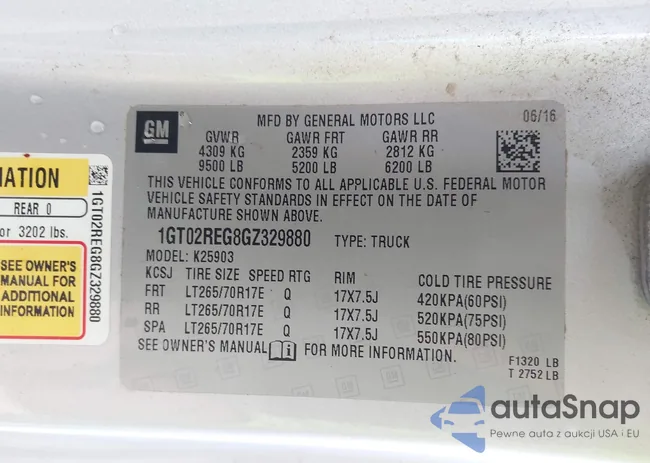 MATION
REAR 0
or 3202 lbs.
SEE OWNER'S
MANUAL FOR
ADDITIONAL
INFORMATION
1GT02REG8GZ329880
GM
MFD BY GENERAL MOTORS LLC
06/16
GVWR GAWR FRT GAWR RR
4309 KG 2359 KG 2812 KG
9500 LB 5200 LB 6200 LB
THIS VEHICLE CONFORMS TO ALL APPLICABLE U.S. FEDERAL MOTOR
VEHICLE SAFETY STANDARDS IN EFFECT ON THE DATE OF
MANUFACTURE SHOWN ABOVE.
1GT02REG8GZ329880 TYPE: TRUCK
MODEL: K25903
KCSJ TIRE SIZE SPEED RTG RIM COLD TIRE PRESSURE
FRT LT265/70R17E Q 17X7.5J 420KPA(60PSI)
RR LT265/70R17E Q 17X7.5J 520KPA(75PSI)
SPA LT265/70R17E Q 17X7.5J 550KPA(80PSI)
SEE OWNER'S MANUAL i FOR MORE INFORMATION.
F1320 LB
T 2752 LB
autaSnap
Pewne auta z aukcji USA i EU